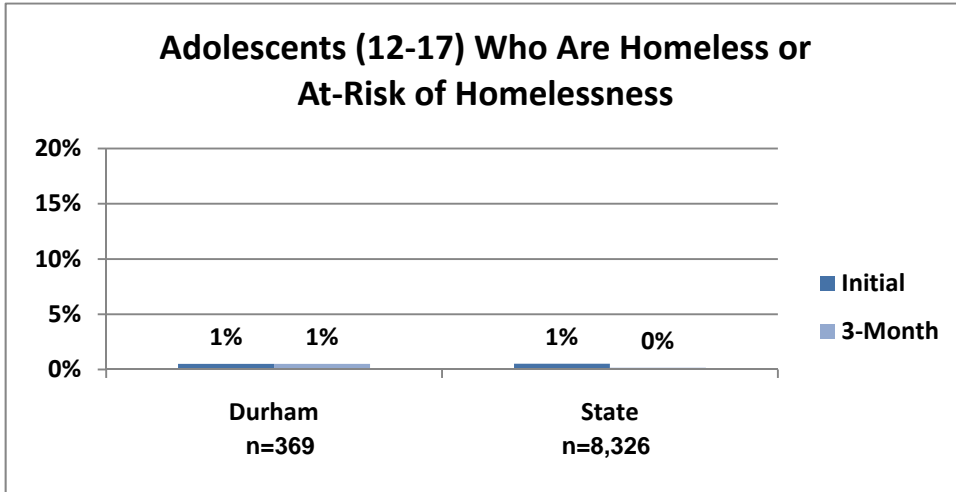 Adolescents (12-17) Who Are Homeless or
At-Risk of Homelessness
20%
15%
10%
5%
0%
1%
1%
1%
0%
Initial
3-Month
Durham
State
n=369
n=8,326